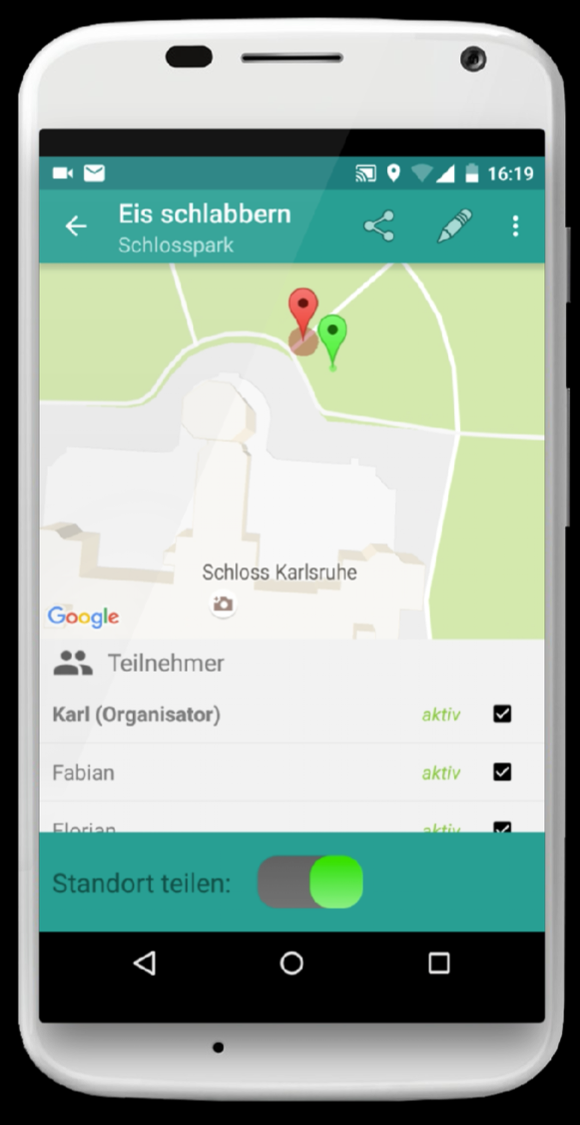 16:19
Eis schlabbern
Schlosspark
Schloss Karlsruhe
Google
Teilnehmer
Karl (Organisator) aktiv
Fabian aktiv
Florian aktiv
Standort teilen: